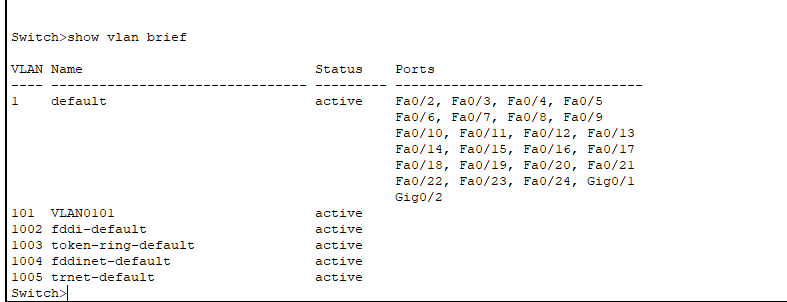 Switch>show vlan brief
VLAN Name Status Ports
---- -------------------------------- --------- -------------------------------
1 default active Fa0/2, Fa0/3, Fa0/4, Fa0/5
Fa0/6, Fa0/7, Fa0/8, Fa0/9
Fa0/10, Fa0/11, Fa0/12, Fa0/13
Fa0/14, Fa0/15, Fa0/16, Fa0/17
Fa0/18, Fa0/19, Fa0/20, Fa0/21
Fa0/22, Fa0/23, Fa0/24, Gig0/1
Gig0/2
101 VLAN0101 active
1002 fddi-default active
1003 token-ring-default active
1004 fddinet-default active
1005 trnet-default active
Switch>